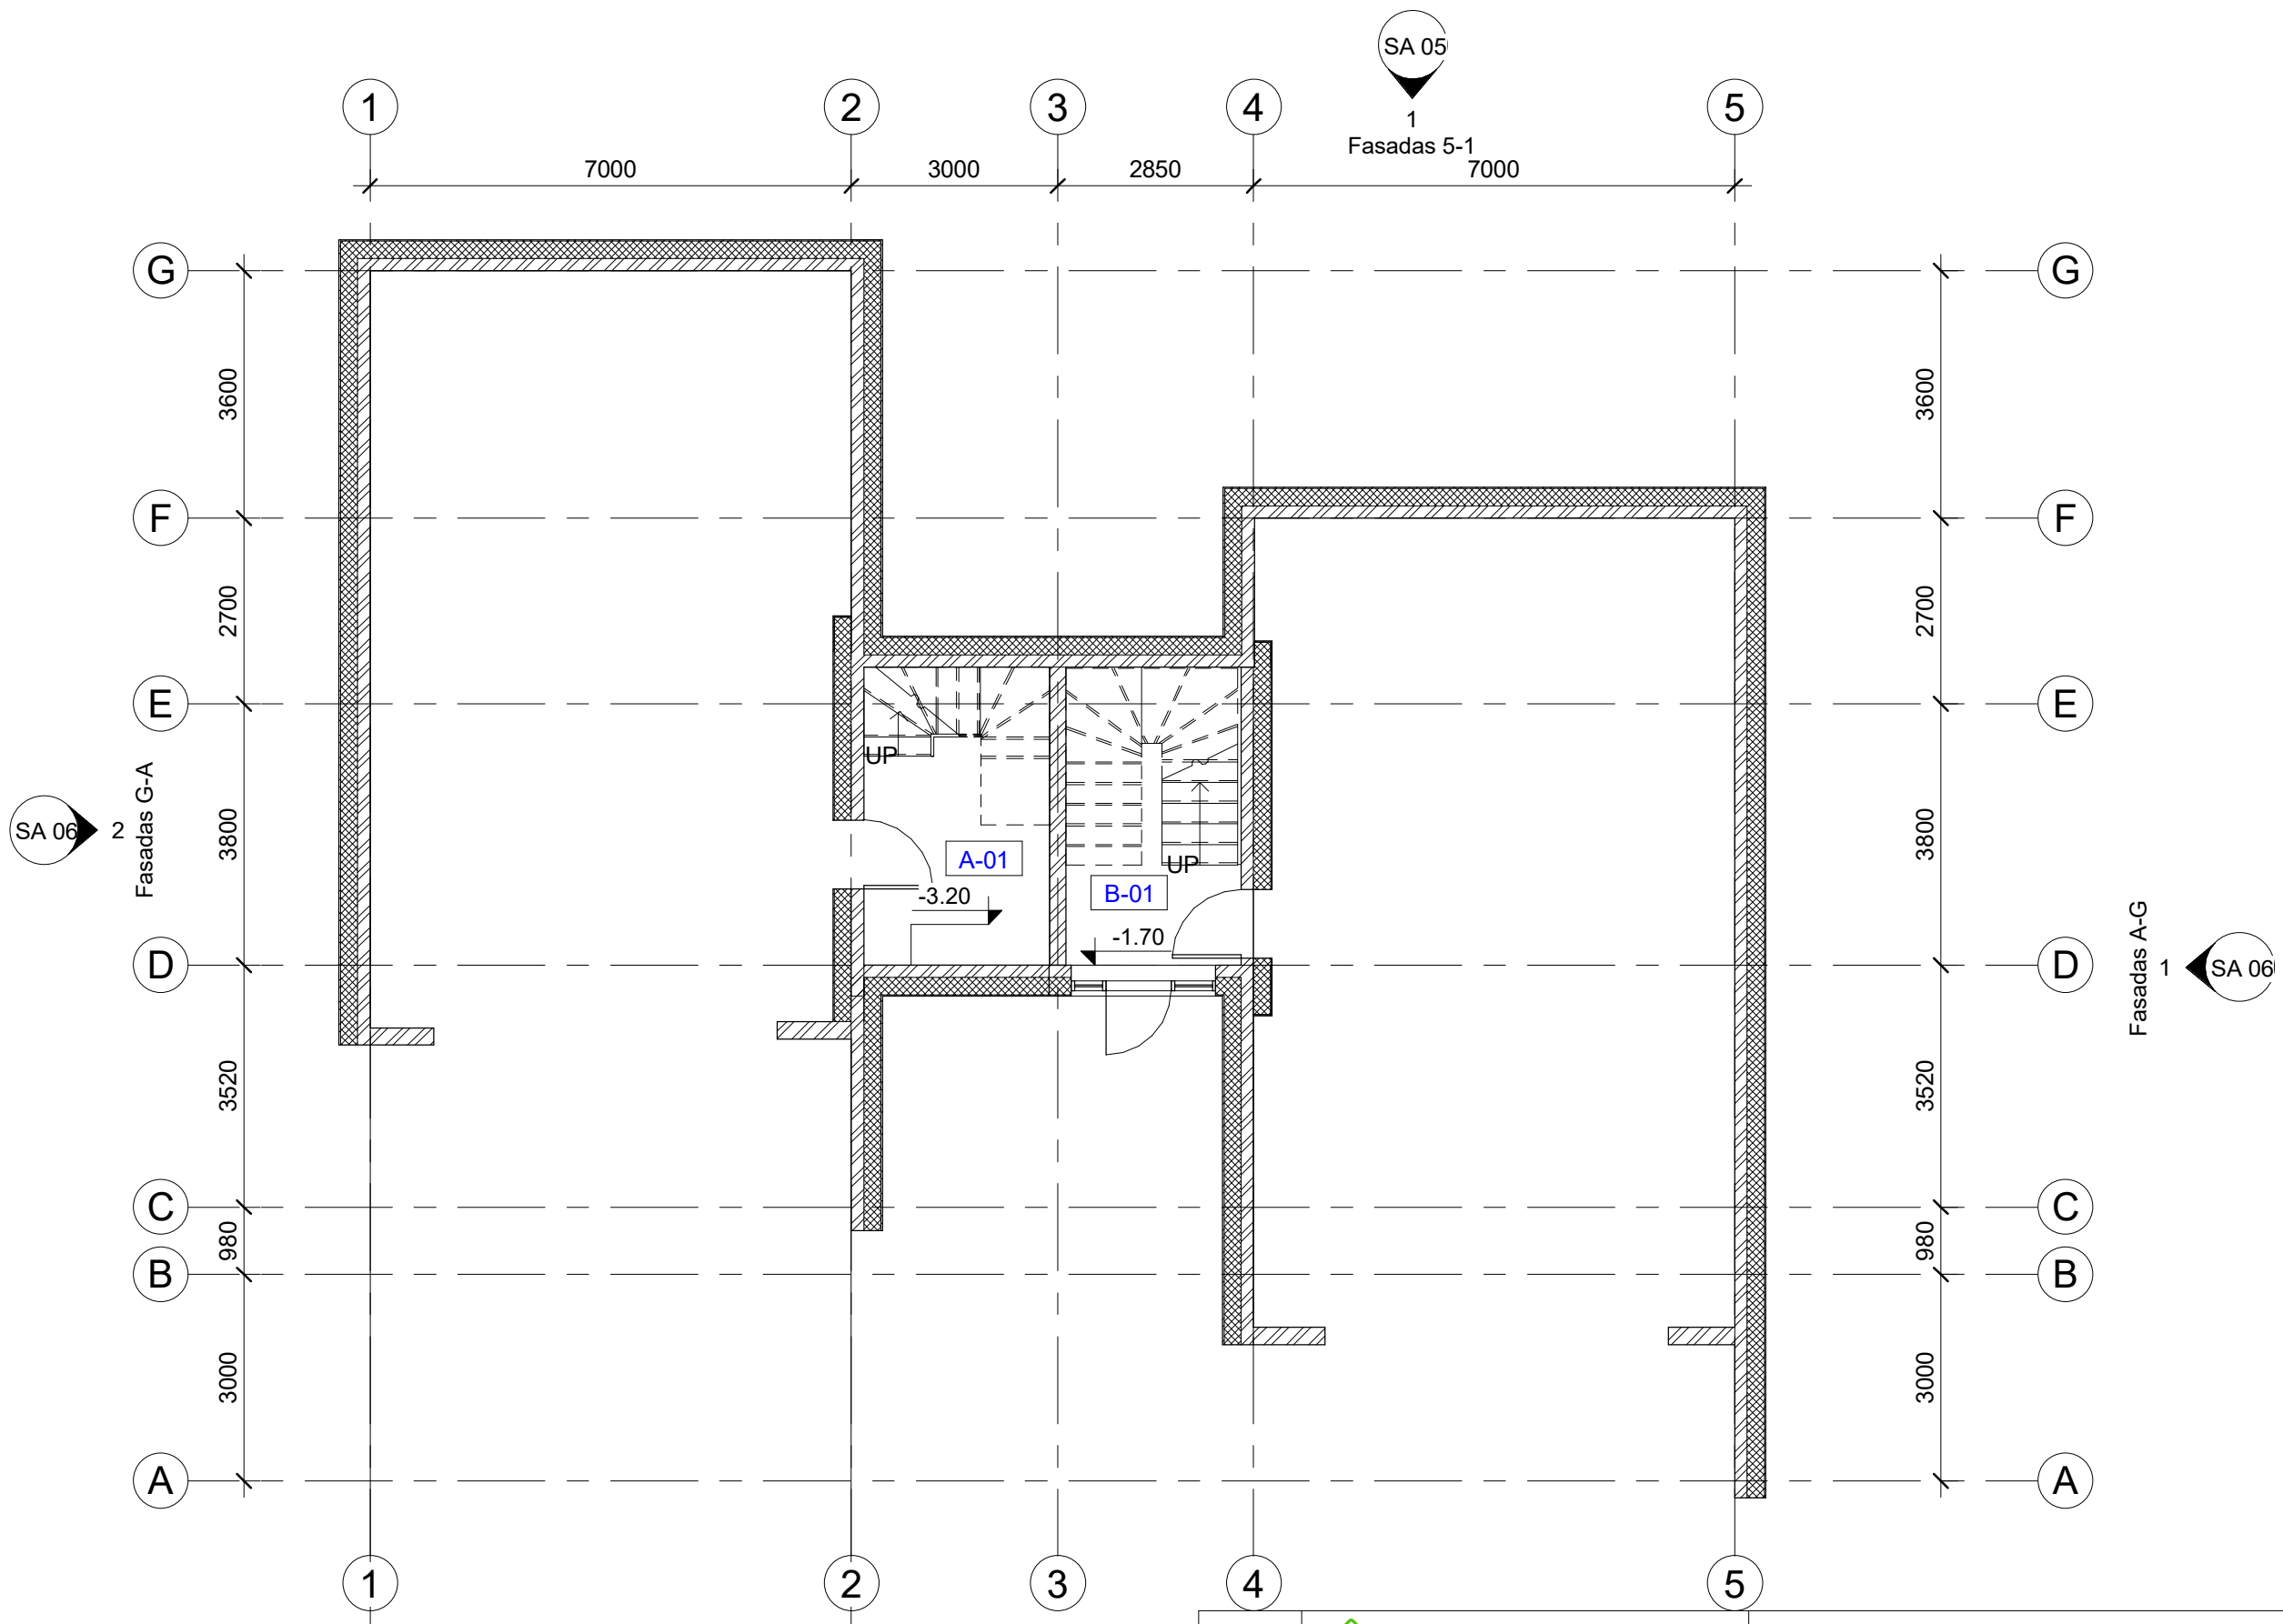 SA 05
1
Fasadas 5-1
1 2 3 4 5
7000 3000 2850 7000
G G
3600 3600
F F
2700 2700
E E
UP
SA 06 2 Fasadas G-A
3800 3800
A-01
UP
B-01
-3.20
-1.70
D D
Fasadas A-G 1 SA 06
3520 3520
C C
980 980
B B
3000 3000
A A
1 2 3 4 5